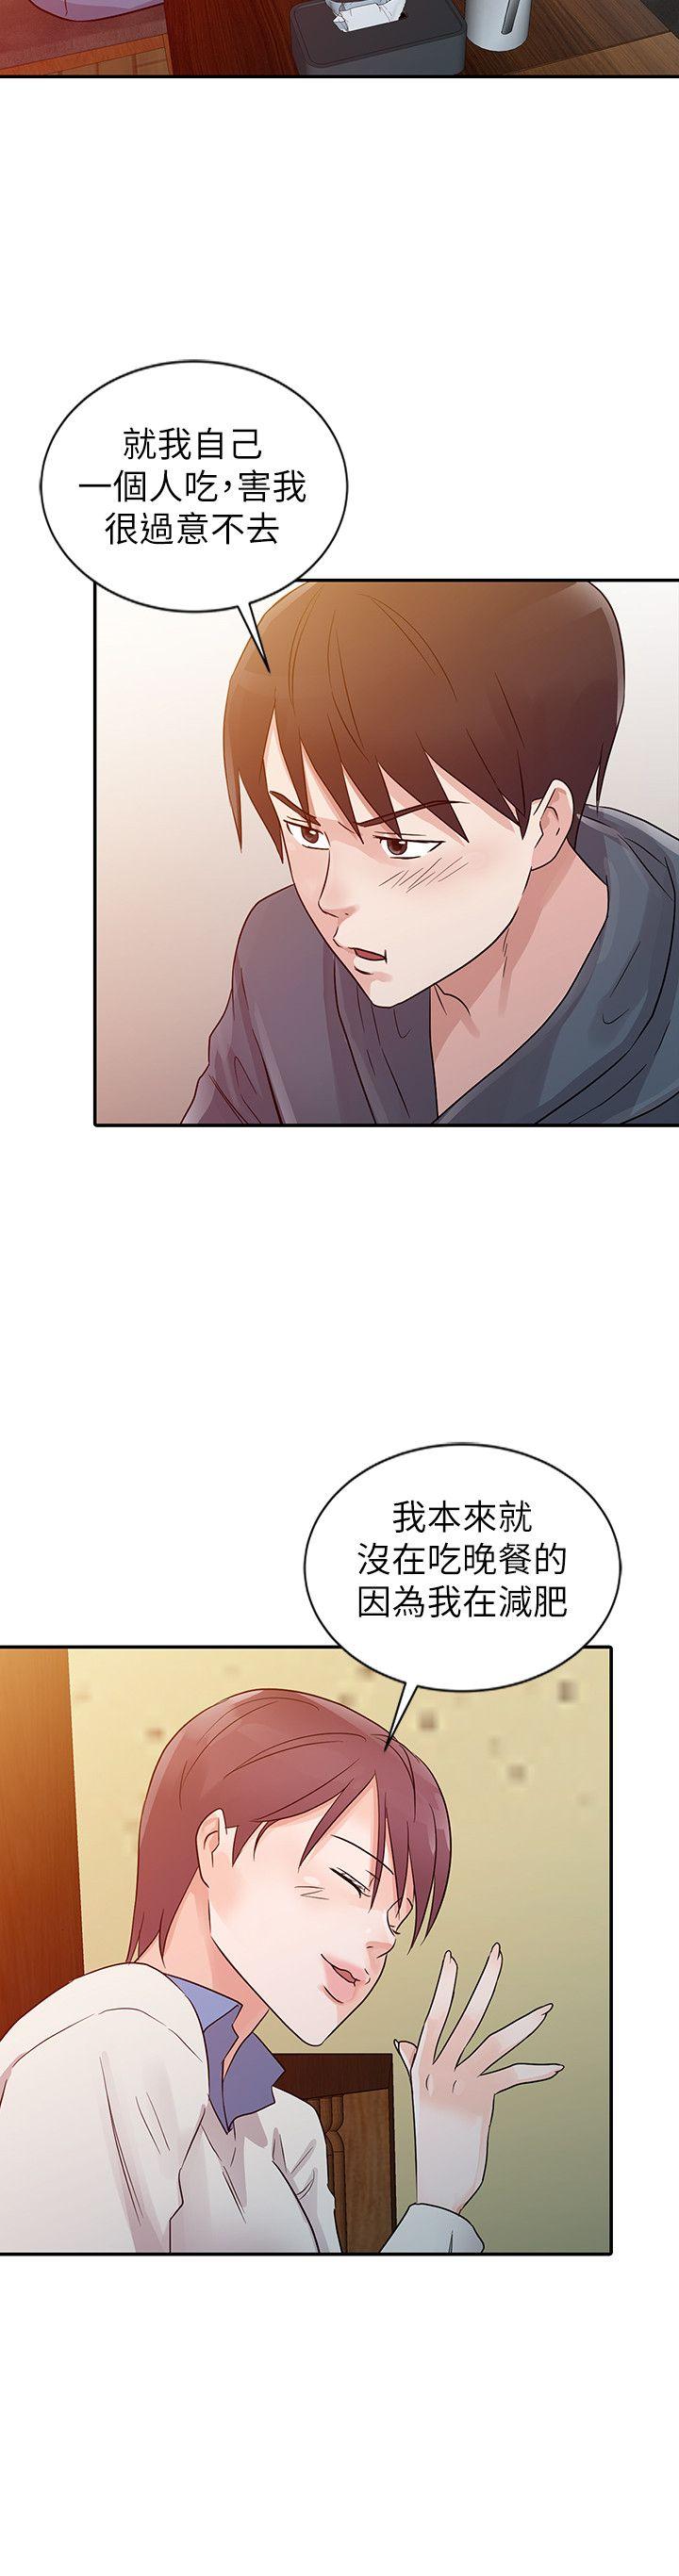 就我自己
一個人吃，害我
很過意不去
我本來就
沒在吃晚餐的
因為我在減肥